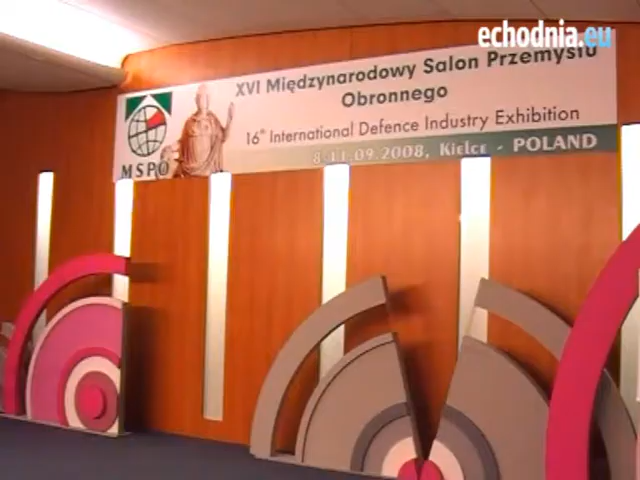 echodnia.eu
XVI Międzynarodowy Salon Przemysłu
Obronnego
16th International Defence Industry Exhibition
8-11.09.2008, Kielce - POLAND
MSPO